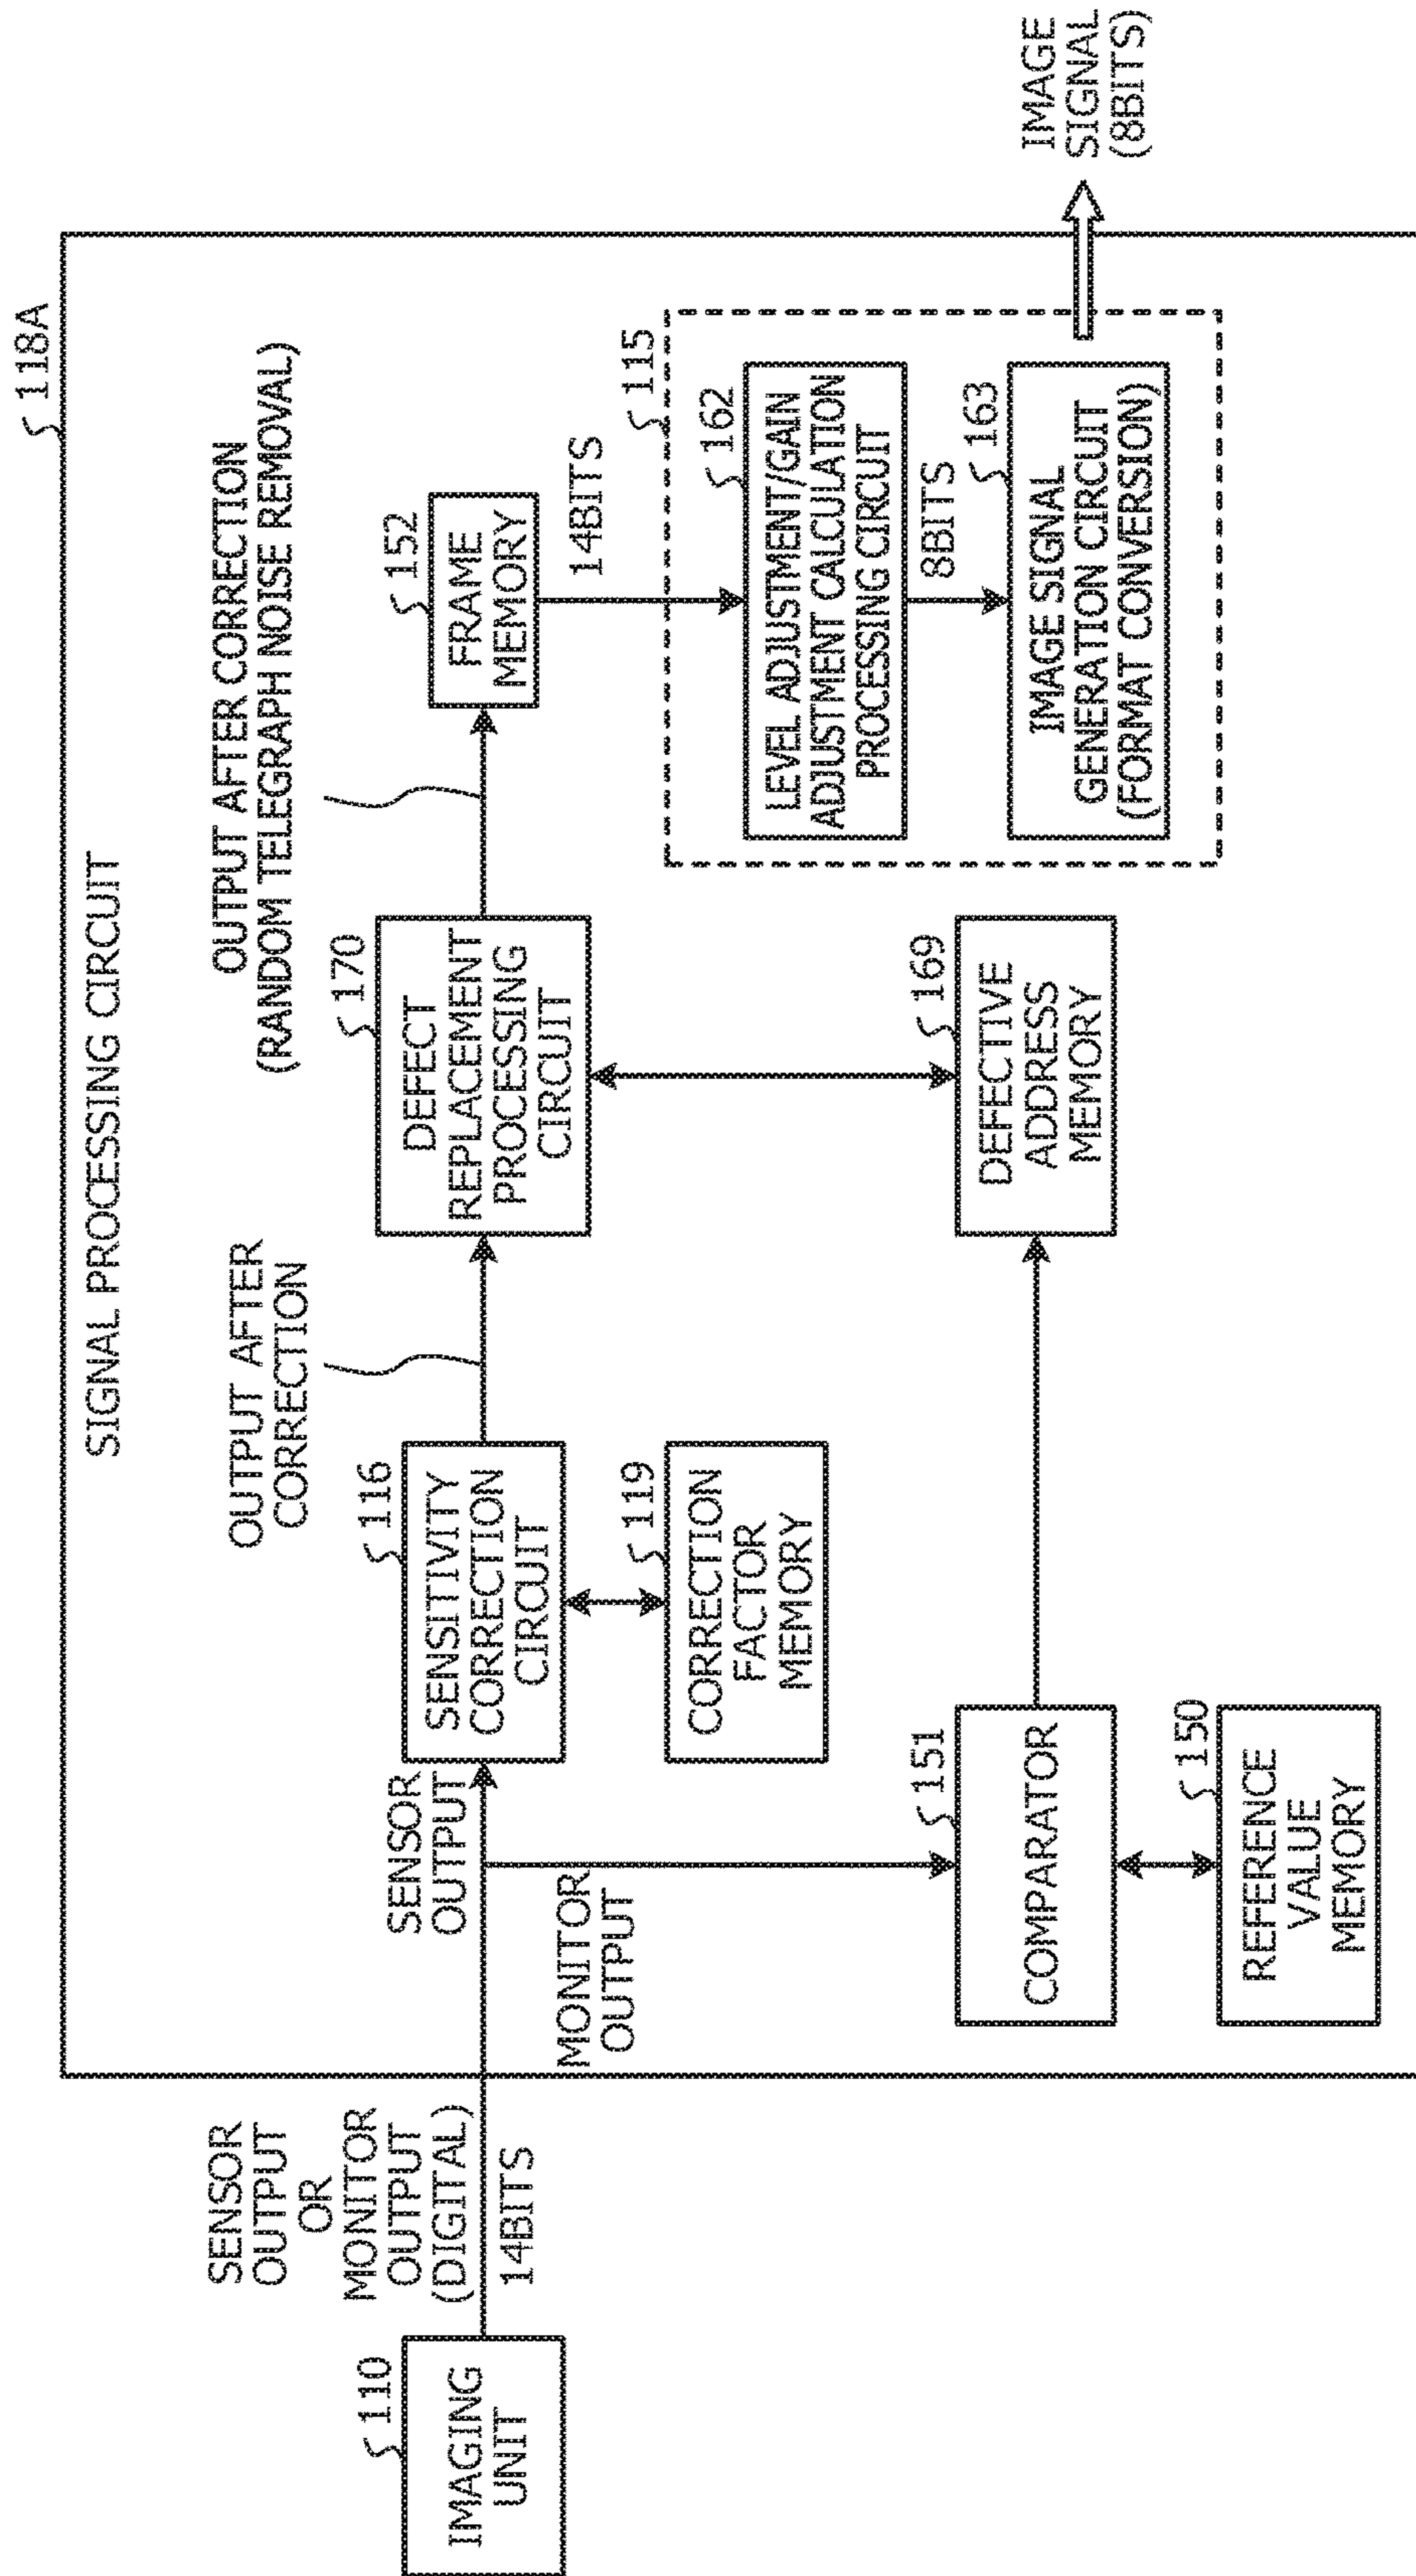 118A
SIGNAL PROCESSING CIRCUIT
SENSOR
OUTPUT
OR
MONITOR
OUTPUT
(DIGITAL)
14BITS
110
IMAGING
UNIT
SENSOR
OUTPUT
MONITOR
OUTPUT
116
SENSITIVITY
CORRECTION
CIRCUIT
119
CORRECTION
FACTOR
MEMORY
151
COMPARATOR
150
REFERENCE
VALUE
MEMORY
OUTPUT AFTER
CORRECTION
170
DEFECT
REPLACEMENT
PROCESSING
CIRCUIT
169
DEFECTIVE
ADDRESS
MEMORY
OUTPUT AFTER CORRECTION
(RANDOM TELEGRAPH NOISE REMOVAL)
152
FRAME
MEMORY
14BITS
115
162
LEVEL ADJUSTMENT/GAIN
ADJUSTMENT CALCULATION
PROCESSING CIRCUIT
8BITS
163
IMAGE SIGNAL
GENERATION CIRCUIT
(FORMAT CONVERSION)
IMAGE
SIGNAL
(8BITS)